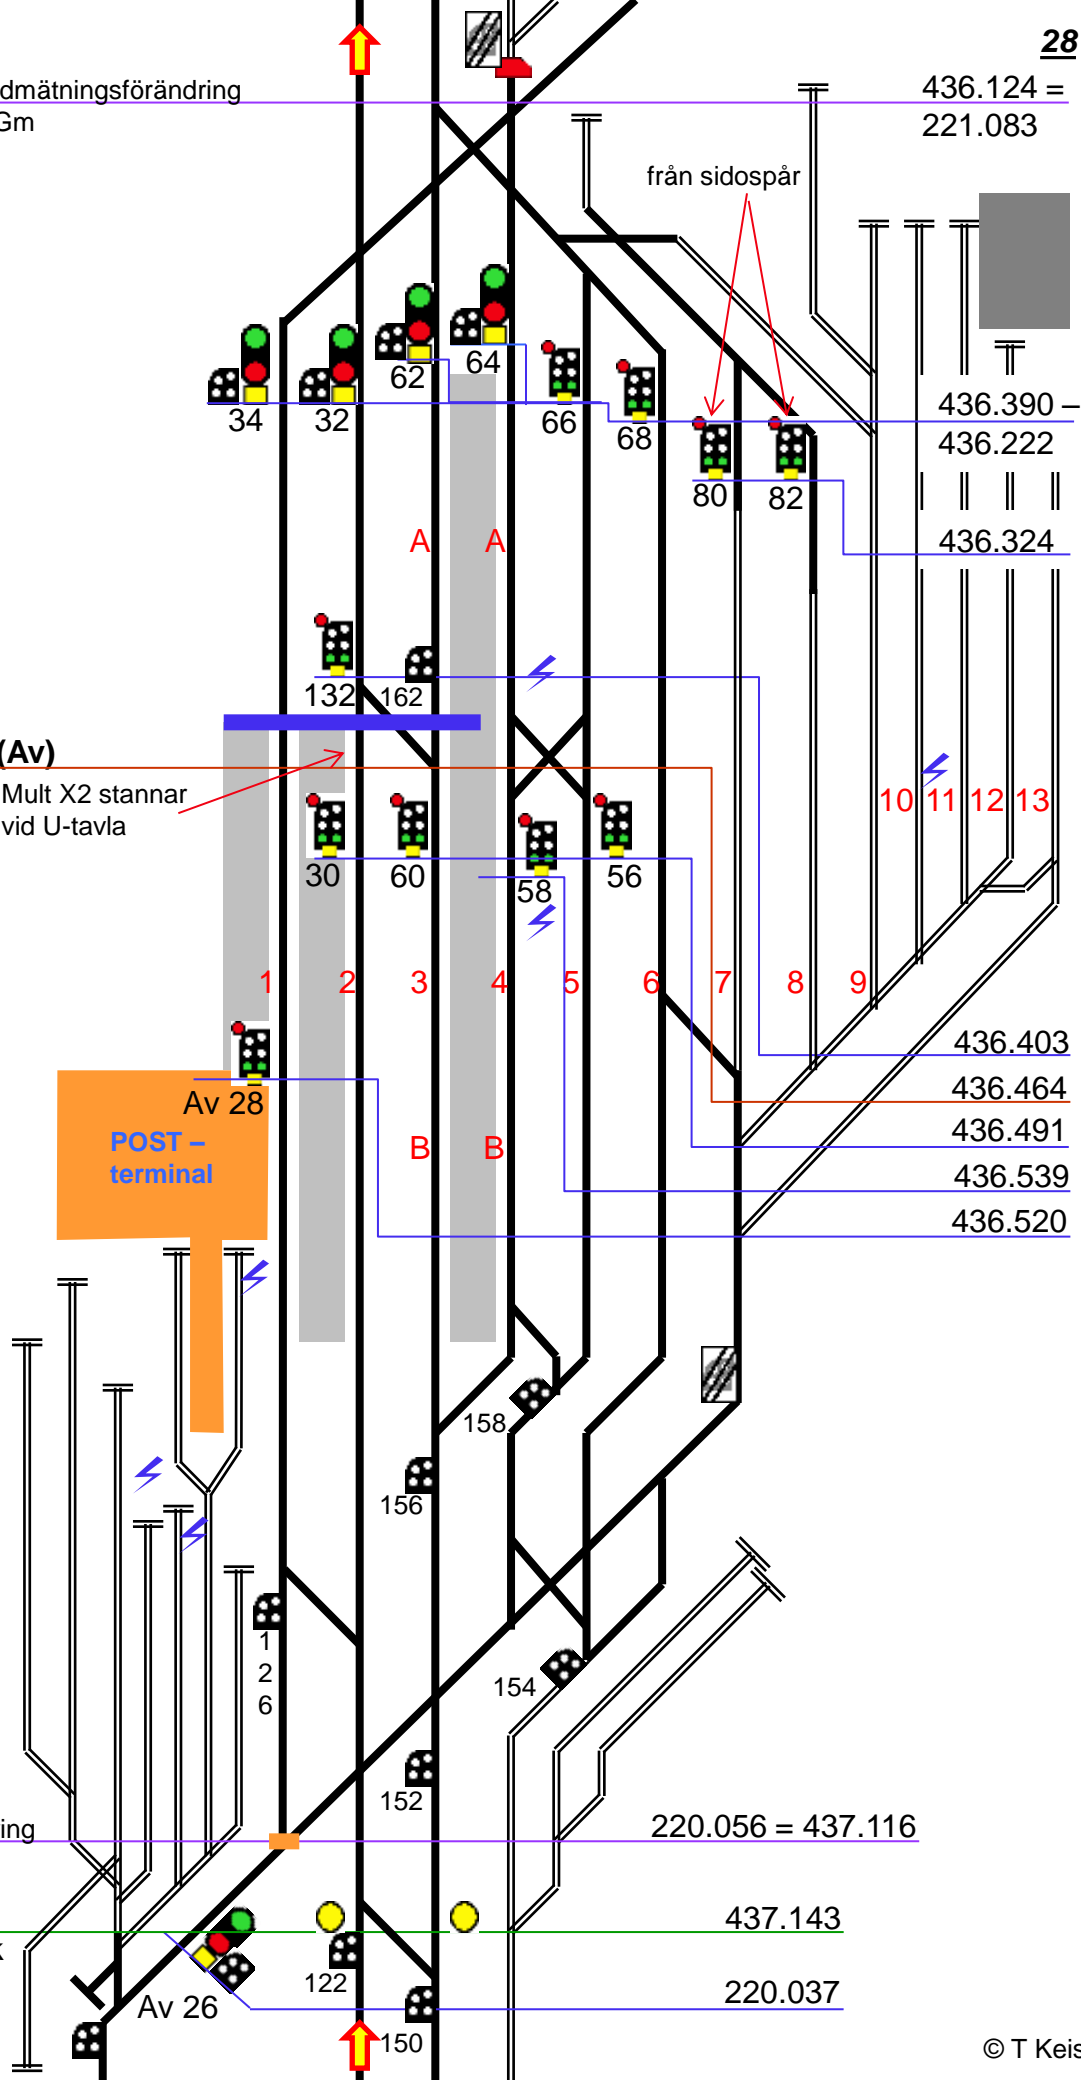 28
dmätningsförändring
436.124 =
Gm
221.083
från sidospår
62
64
34
32
66
68
436.390 –
436.222
80
82
A
A
436.324
132
162
(Av)
Mult X2 stannar
vid U-tavla
10
11
12
13
30
60
58
56
1
2
3
4
5
6
7
8
9
436.403
436.464
Av 28
436.491
POST –
terminal
B
B
436.539
436.520
158
156
1
2
6
154
152
ing
220.056 = 437.116
437.143
k
122
220.037
Av 26
150
© T Keis